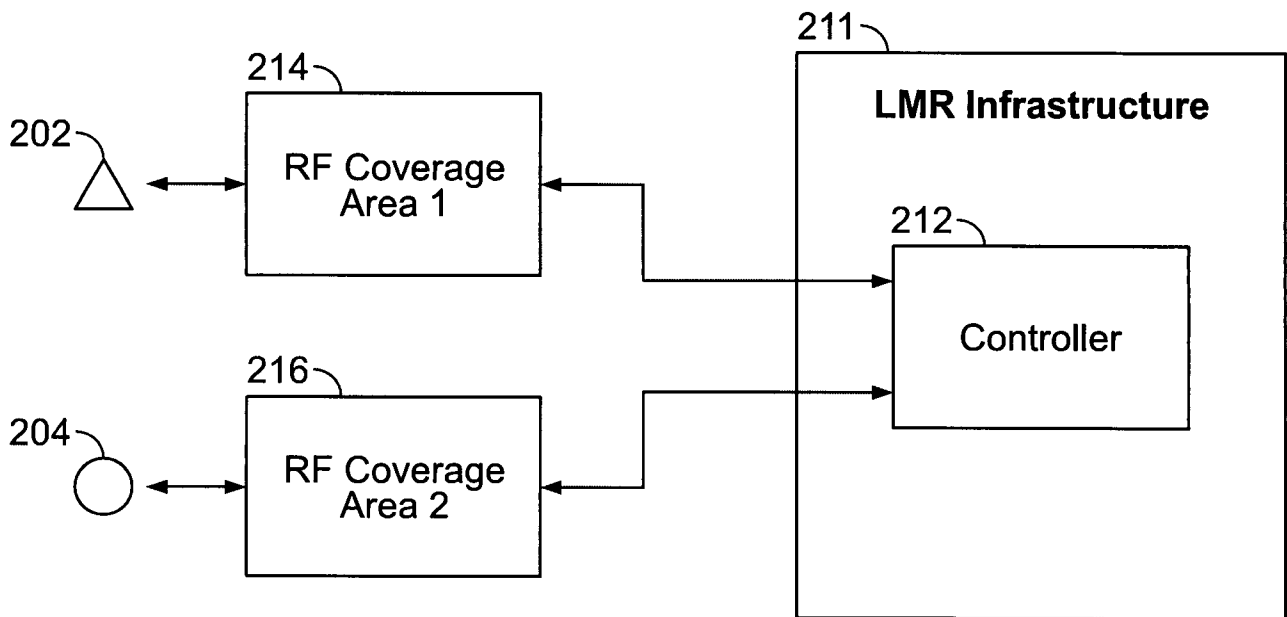 211
214
LMR Infrastructure
202
RF Coverage
Area 1
212
Controller
216
204
RF Coverage
Area 2